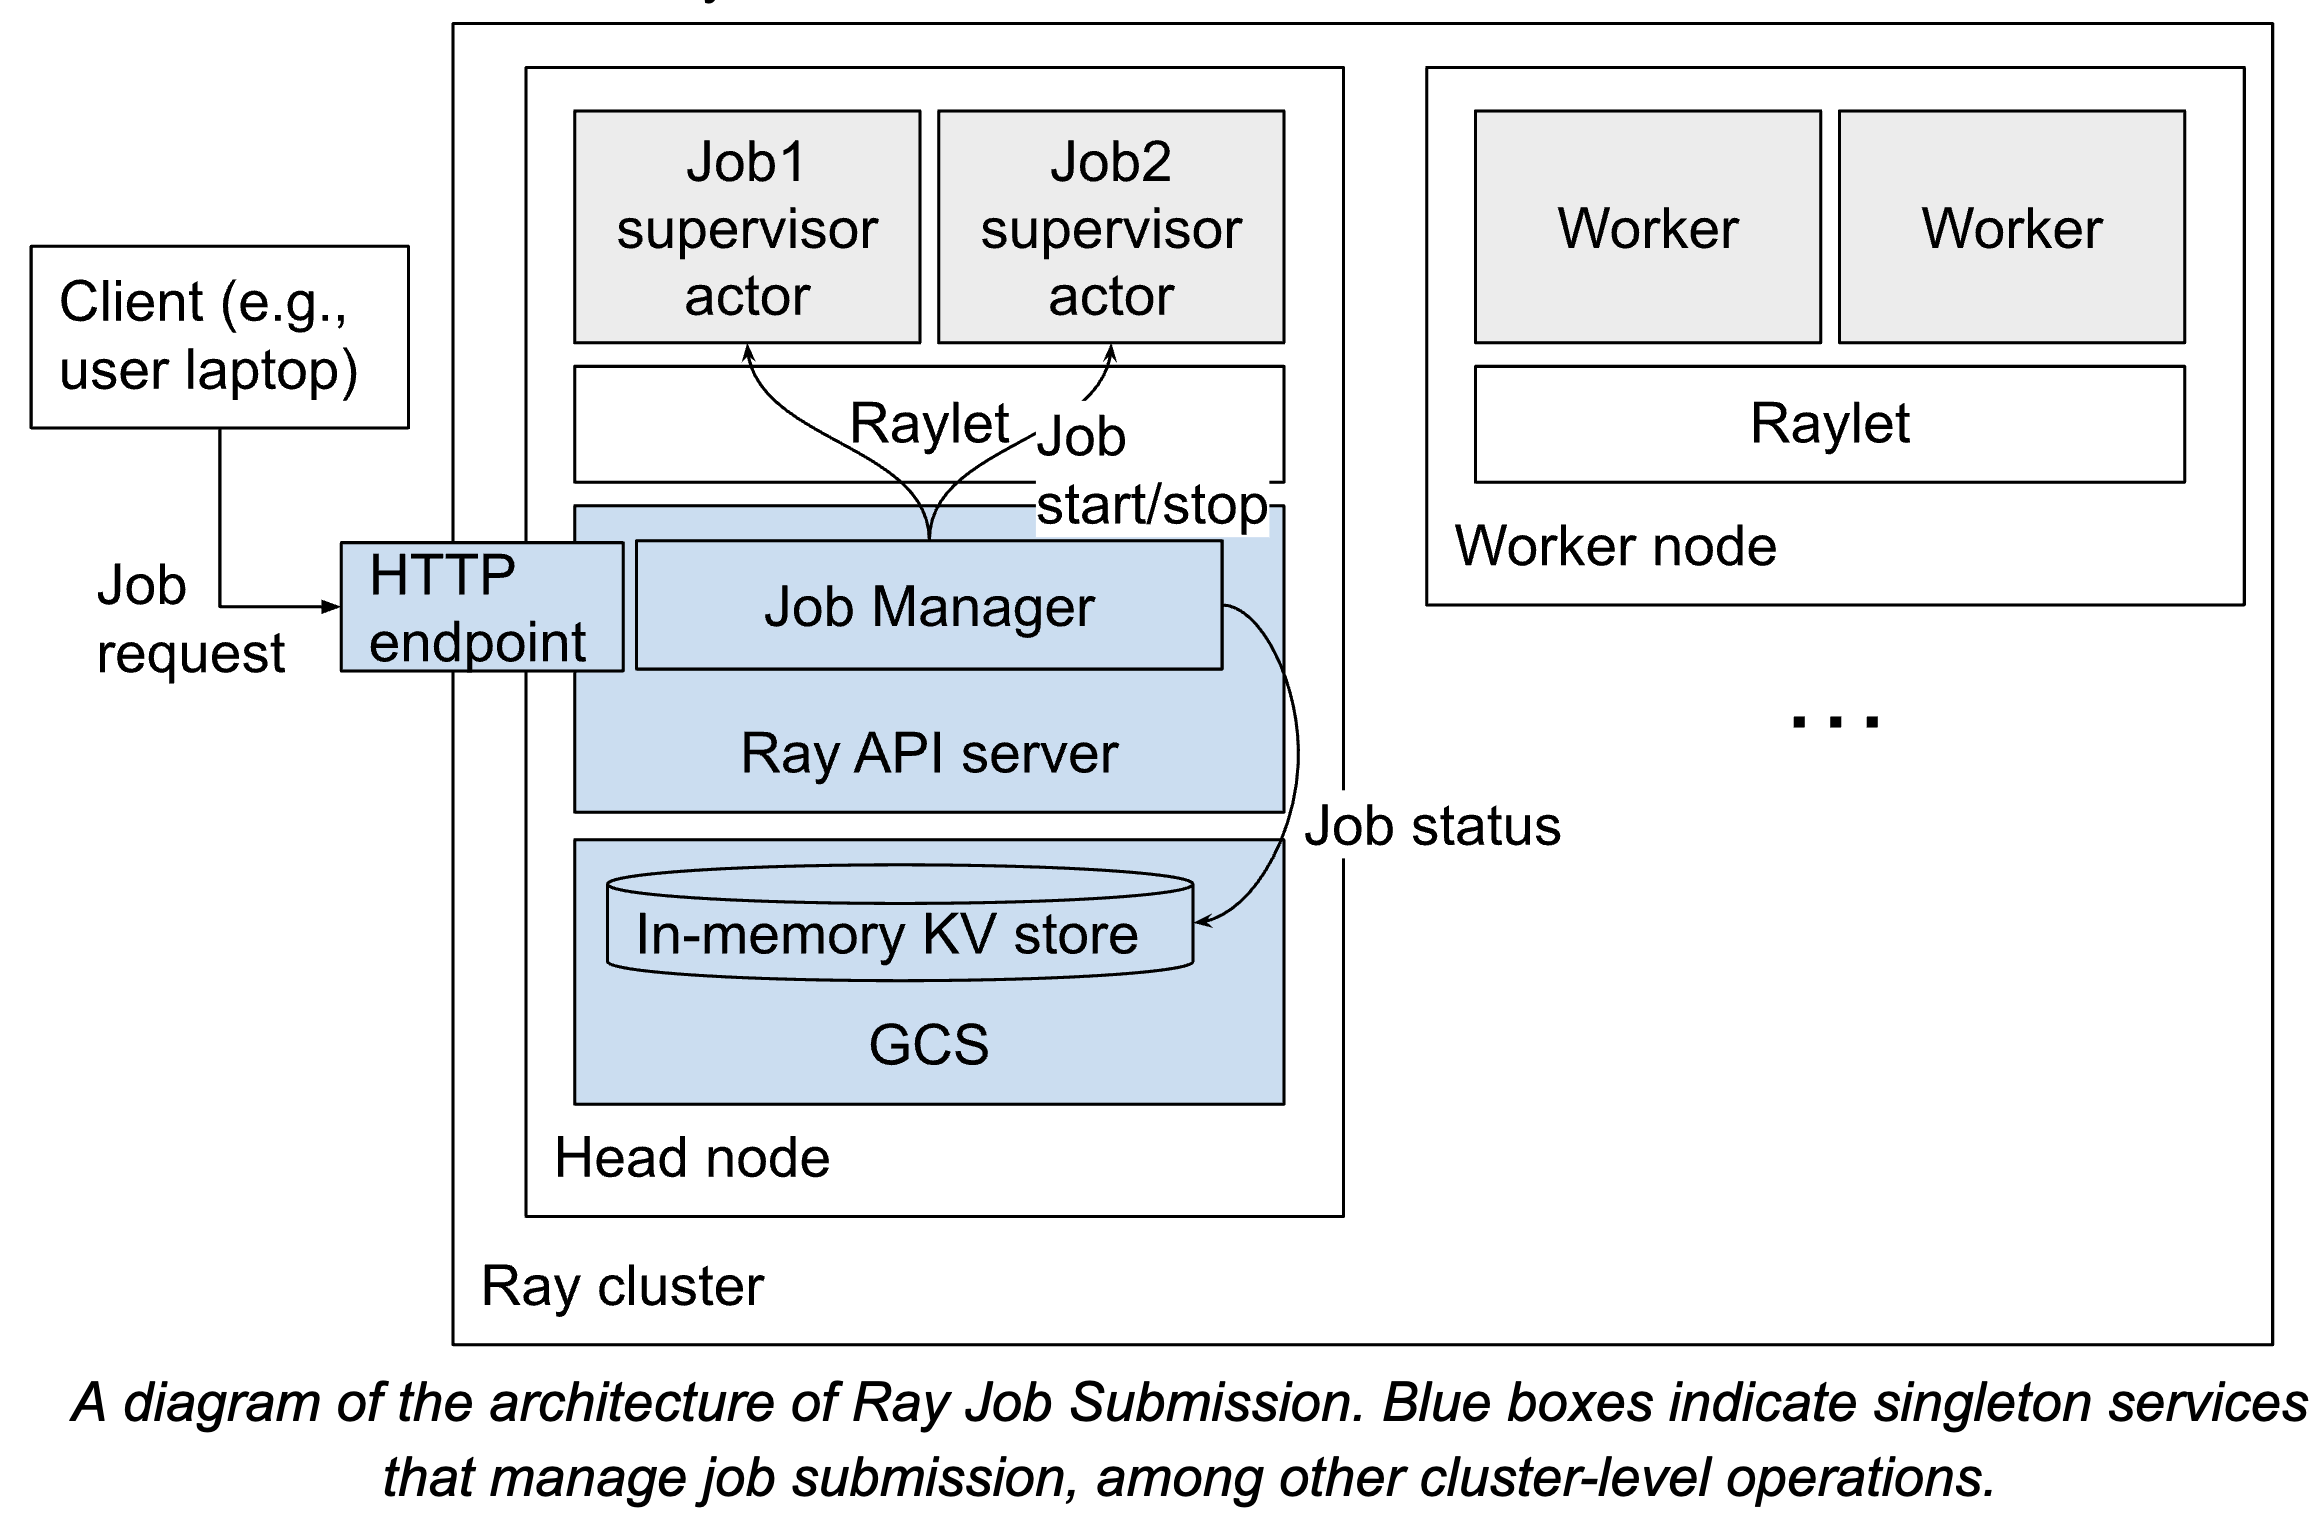 Client (e.g.,
user laptop)
Job
request
HTTP
endpoint
Job1
supervisor
actor
Job2
supervisor
actor
Raylet
Job
start/stop
Job Manager
Ray API server
Job status
In-memory KV store
GCS
Head node
Ray cluster
Worker
Worker
Raylet
Worker node
...
A diagram of the architecture of Ray Job Submission. Blue boxes indicate singleton services
that manage job submission, among other cluster-level operations.